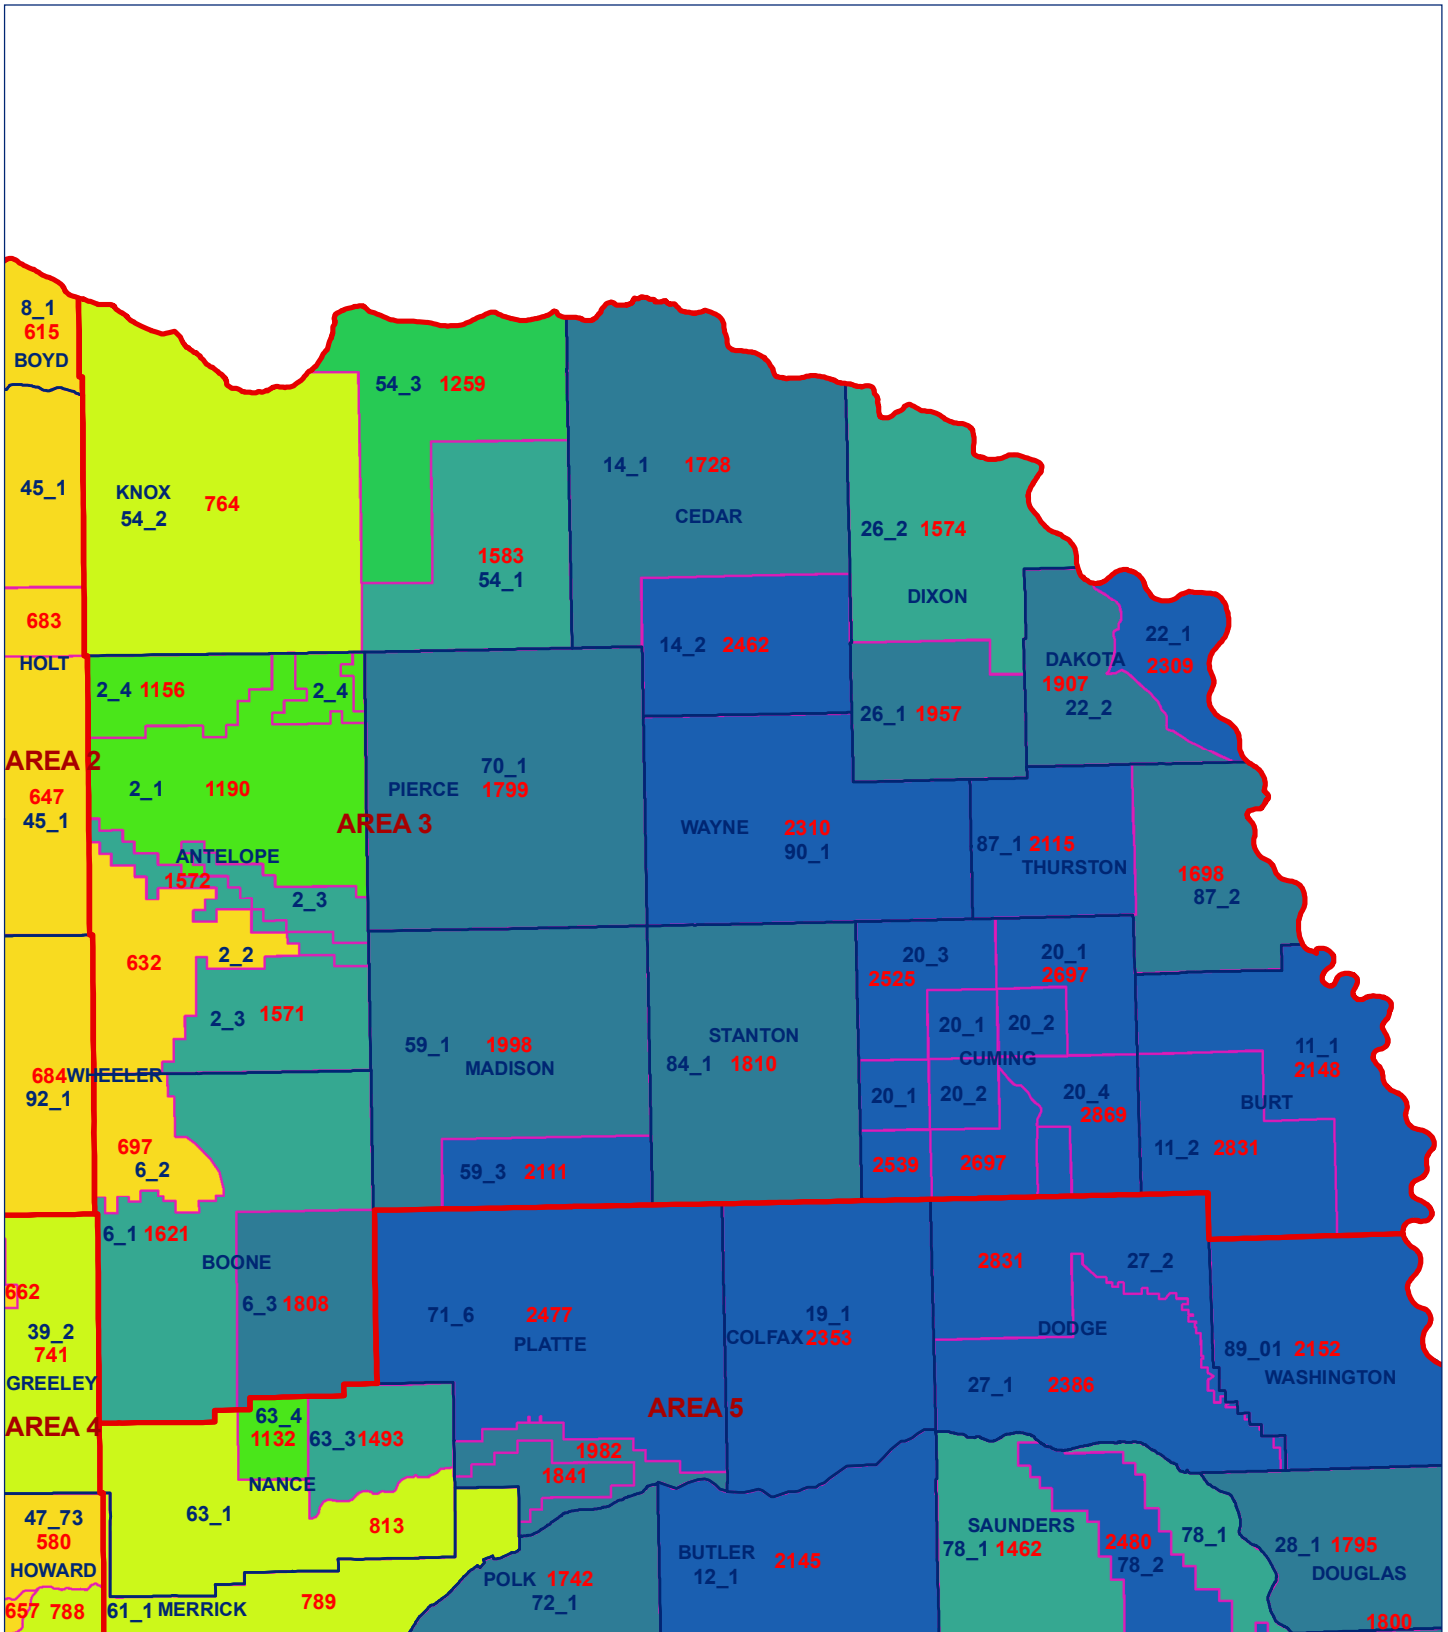 8_1
615
BOYD
54_3 1259
14_1 1728
45_1
KNOX
54_2
764
CEDAR
26_2 1574
1583
54_1
DIXON
683
14_2 2462
22_1
2309
HOLT
2_4 1156
2_4
DAKOTA
1907
22_2
26_1 1957
AREA 2
70_1
PIERCE 1799
2_1 1190
647
45_1
AREA 3
WAYNE 2310
90_1
87_1 2115
THURSTON
ANTELOPE
1572
2_3
1698
87_2
632
2_2
20_3
2525
20_1
2697
2_3 1571
59_1 1998
MADISON
STANTON
84_1 1810
20_1
20_2
CUMING
11_1
2148
684
WHEELER
92_1
20_1
20_2
20_4
2869
BURT
697
6_2
59_3 2111
2539
2697
11_2 2831
6_1 1621
BOONE
6_3 1808
2831
27_2
662
39_2
741
GREELEY
71_6 2477
PLATTE
19_1
COLFAX 2353
DODGE
89_01 2152
WASHINGTON
27_1 2386
AREA 4
63_4
1132
63_3 1493
AREA 5
1982
1841
NANCE
63_1
813
47_73
580
HOWARD
SAUNDERS
78_1 1462
2480
78_2
78_1
28_1 1795
DOUGLAS
BUTLER 2145
12_1
POLK 1742
72_1
657 788
61_1 MERRICK
789
1800